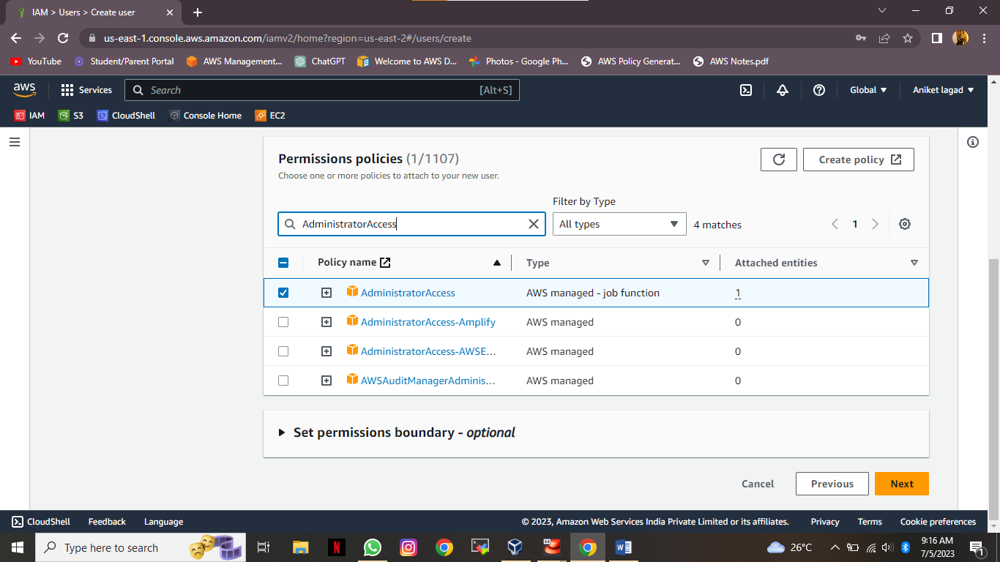 IAM > Users > Create user
us-east-1.console.aws.amazon.com/iamv2/home?region=us-east-2#/users/create
YouTube Student/Parent Portal AWS Management... ChatGPT Welcome to AWS D... Photos - Google Ph... AWS Policy Generat... AWS Notes.pdf
aws Services Search [Alt+S] Global Aniket lagad
IAM S3 CloudShell Console Home EC2
Permissions policies (1/1107)
Create policy
Choose one or more policies to attach to your new user.
Filter by Type
AdministratorAccess All types 4 matches 1
Policy name Type Attached entities
AdministratorAccess AWS managed - job function 1
AdministratorAccess-Amplify AWS managed 0
AdministratorAccess-AWSE... AWS managed 0
AWSAuditManagerAdminis... AWS managed 0
Set permissions boundary - optional
Cancel Previous Next
CloudShell Feedback Language © 2023, Amazon Web Services India Private Limited or its affiliates. Privacy Terms Cookie preferences
Type here to search 26°C 9:16 AM
7/5/2023 1